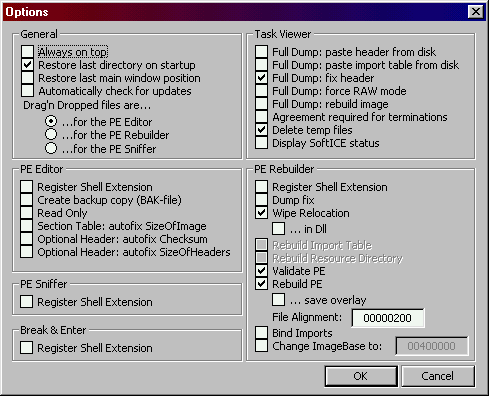 Options
General
Always on top
Restore last directory on startup
Restore last main window position
Automatically check for updates
Drag'n Dropped files are...
...for the PE Editor
...for the PE Rebuilder
...for the PE Sniffer
PE Editor
Register Shell Extension
Create backup copy (BAK-file)
Read Only
Section Table: autofix SizeOfImage
Optional Header: autofix Checksum
Optional Header: autofix SizeOfHeaders
PE Sniffer
Register Shell Extension
Break & Enter
Register Shell Extension
Task Viewer
Full Dump: paste header from disk
Full Dump: paste import table from disk
Full Dump: fix header
Full Dump: force RAW mode
Full Dump: rebuild image
Agreement required for terminations
Delete temp files
Display SoftICE status
PE Rebuilder
Register Shell Extension
Dump fix
Wipe Relocation
... in Dll
Rebuild Import Table
Rebuild Resource Directory
Validate PE
Rebuild PE
... save overlay
File Alignment: 00000200
Bind Imports
Change ImageBase to: 00400000
OK Cancel